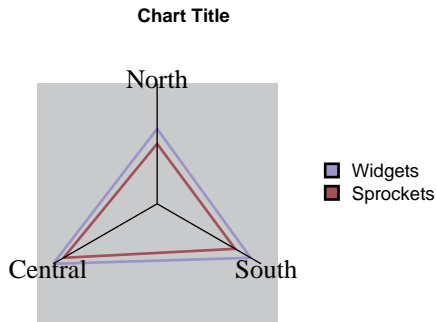 Chart Title
North
Widgets
Sprockets
Central
South